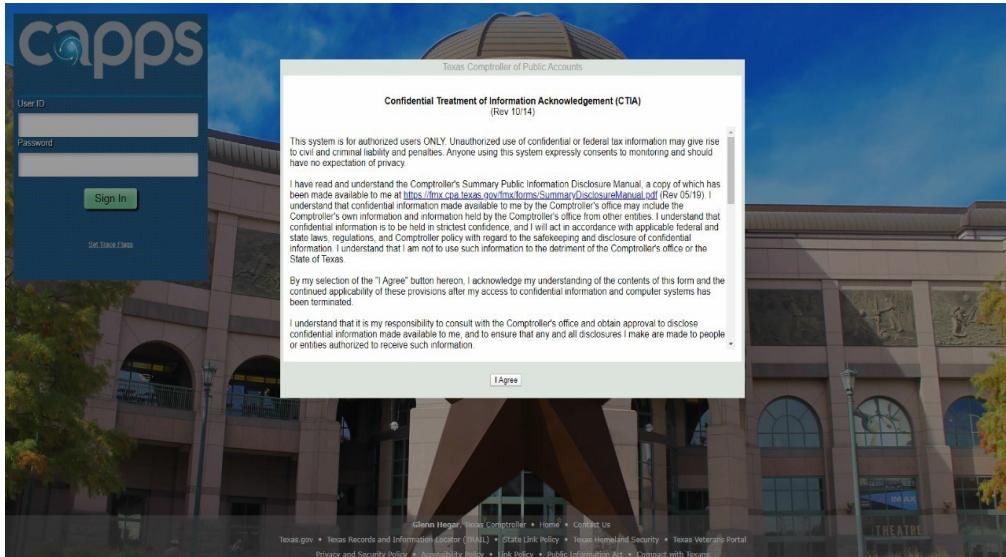 capps
User ID
Password
Sign In
Set Trace Flags
Texas Comptroller of Public Accounts
Confidential Treatment of Information Acknowledgement (CTIA)
(Rev 10/14)
This system is for authorized users ONLY. Unauthorized use of confidential or federal tax information may give rise
to civil and criminal liability and penalties. Anyone using this system expressly consents to monitoring and should
have no expectation of privacy.
I have read and understand the Comptroller's Summary Public Information Disclosure Manual, a copy of which has
been made available to me at https://fmx.cpa.texas.gov/fmx/forms/SummaryDisclosureManual.pdf (Rev 05/19). I
understand that confidential information made available to me by the Comptroller's office may include the
Comptroller's own information and information held by the Comptroller's office from other entities. I understand that
confidential information is to be held in strictest confidence, and I will act in accordance with applicable federal and
state laws, regulations, and Comptroller policy with regard to the safekeeping and disclosure of confidential
information. I understand that I am not to use such information to the detriment of the Comptroller's office or the
State of Texas.
By my selection of the "I Agree" button hereon, I acknowledge my understanding of the contents of this form and the
continued applicability of these provisions after my access to confidential information and computer systems has
been terminated.
I understand that it is my responsibility to consult with the Comptroller's office and obtain approval to disclose
confidential information made available to me, and to ensure that any and all disclosures I make are made to people
or entities authorized to receive such information.
I Agree
IMAX
THEATRE
Glenn Hegar, Texas Comptroller • Home • Contact Us
Texas.gov • Texas Records and Information Locator (TRAIL) • State Link Policy • Texas Homeland Security • Texas Veterans Portal
Privacy and Security Policy • Accessibility Policy • Link Policy • Public Information Act • Compact with Texans